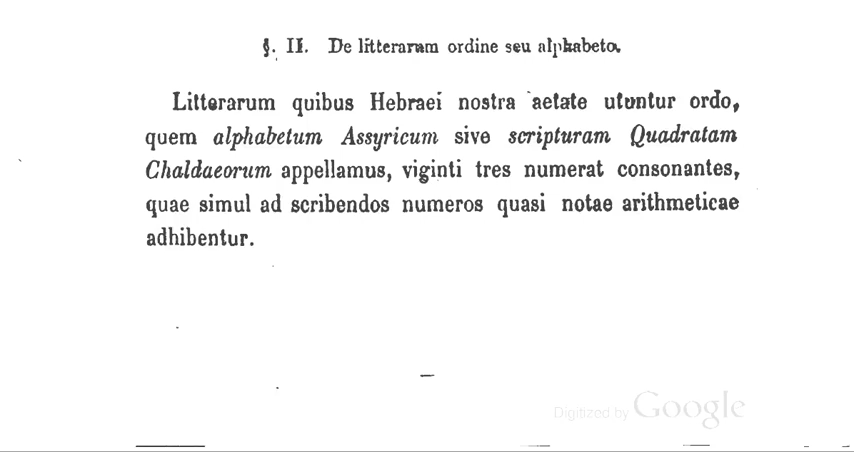 §. II. De litterarum ordine seu alphabeto.
Litterarum quibus Hebraei nostra aetate utuntur ordo,
quem alphabetum Assyricum sive scripturam Quadratam
Chaldaeorum appellamus, viginti tres numerat consonantes,
quae simul ad scribendos numeros quasi notae arithmeticae
adhibentur.
Digitized by Google